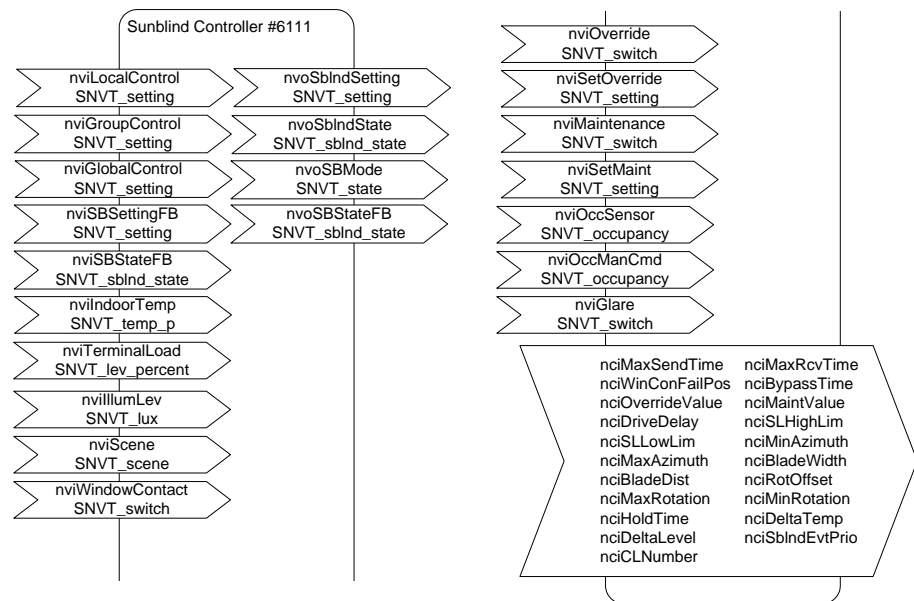 Sunblind Controller #6111
nviLocalControl
SNVT_setting
nviGroupControl
SNVT_setting
nviGlobalControl
SNVT_setting
nviSBSettingFB
SNVT_setting
nviSBStateFB
SNVT_sblnd_state
nviIndoorTemp
SNVT_temp_p
nviTerminalLoad
SNVT_lev_percent
nviIllumLev
SNVT_lux
nviScene
SNVT_scene
nviWindowContact
SNVT_switch
nvoSblndSetting
SNVT_setting
nvoSblndState
SNVT_sblnd_state
nvoSBMode
SNVT_state
nvoSBStateFB
SNVT_sblnd_state
nviOverride
SNVT_switch
nviSetOverride
SNVT_setting
nviMaintenance
SNVT_switch
nviSetMaint
SNVT_setting
nviOccSensor
SNVT_occupancy
nviOccManCmd
SNVT_occupancy
nviGlare
SNVT_switch
nciMaxSendTime nciMaxRcvTime
nciWinConFailPos nciBypassTime
nciOverrideValue nciMaintValue
nciDriveDelay nciSLHighLim
nciSLLowLim nciMinAzimuth
nciMaxAzimuth nciBladeWidth
nciBladeDist nciRotOffset
nciMaxRotation nciMinRotation
nciHoldTime nciDeltaTemp
nciDeltaLevel nciSblndEvtPrio
nciCLNumber